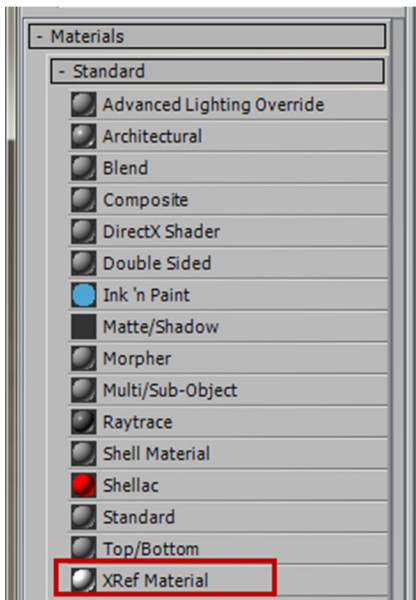 - Materials
- Standard
Advanced Lighting Override
Architectural
Blend
Composite
DirectX Shader
Double Sided
Ink 'n Paint
Matte/Shadow
Morpher
Multi/Sub-Object
Raytrace
Shell Material
Shellac
Standard
Top/Bottom
XRef Material